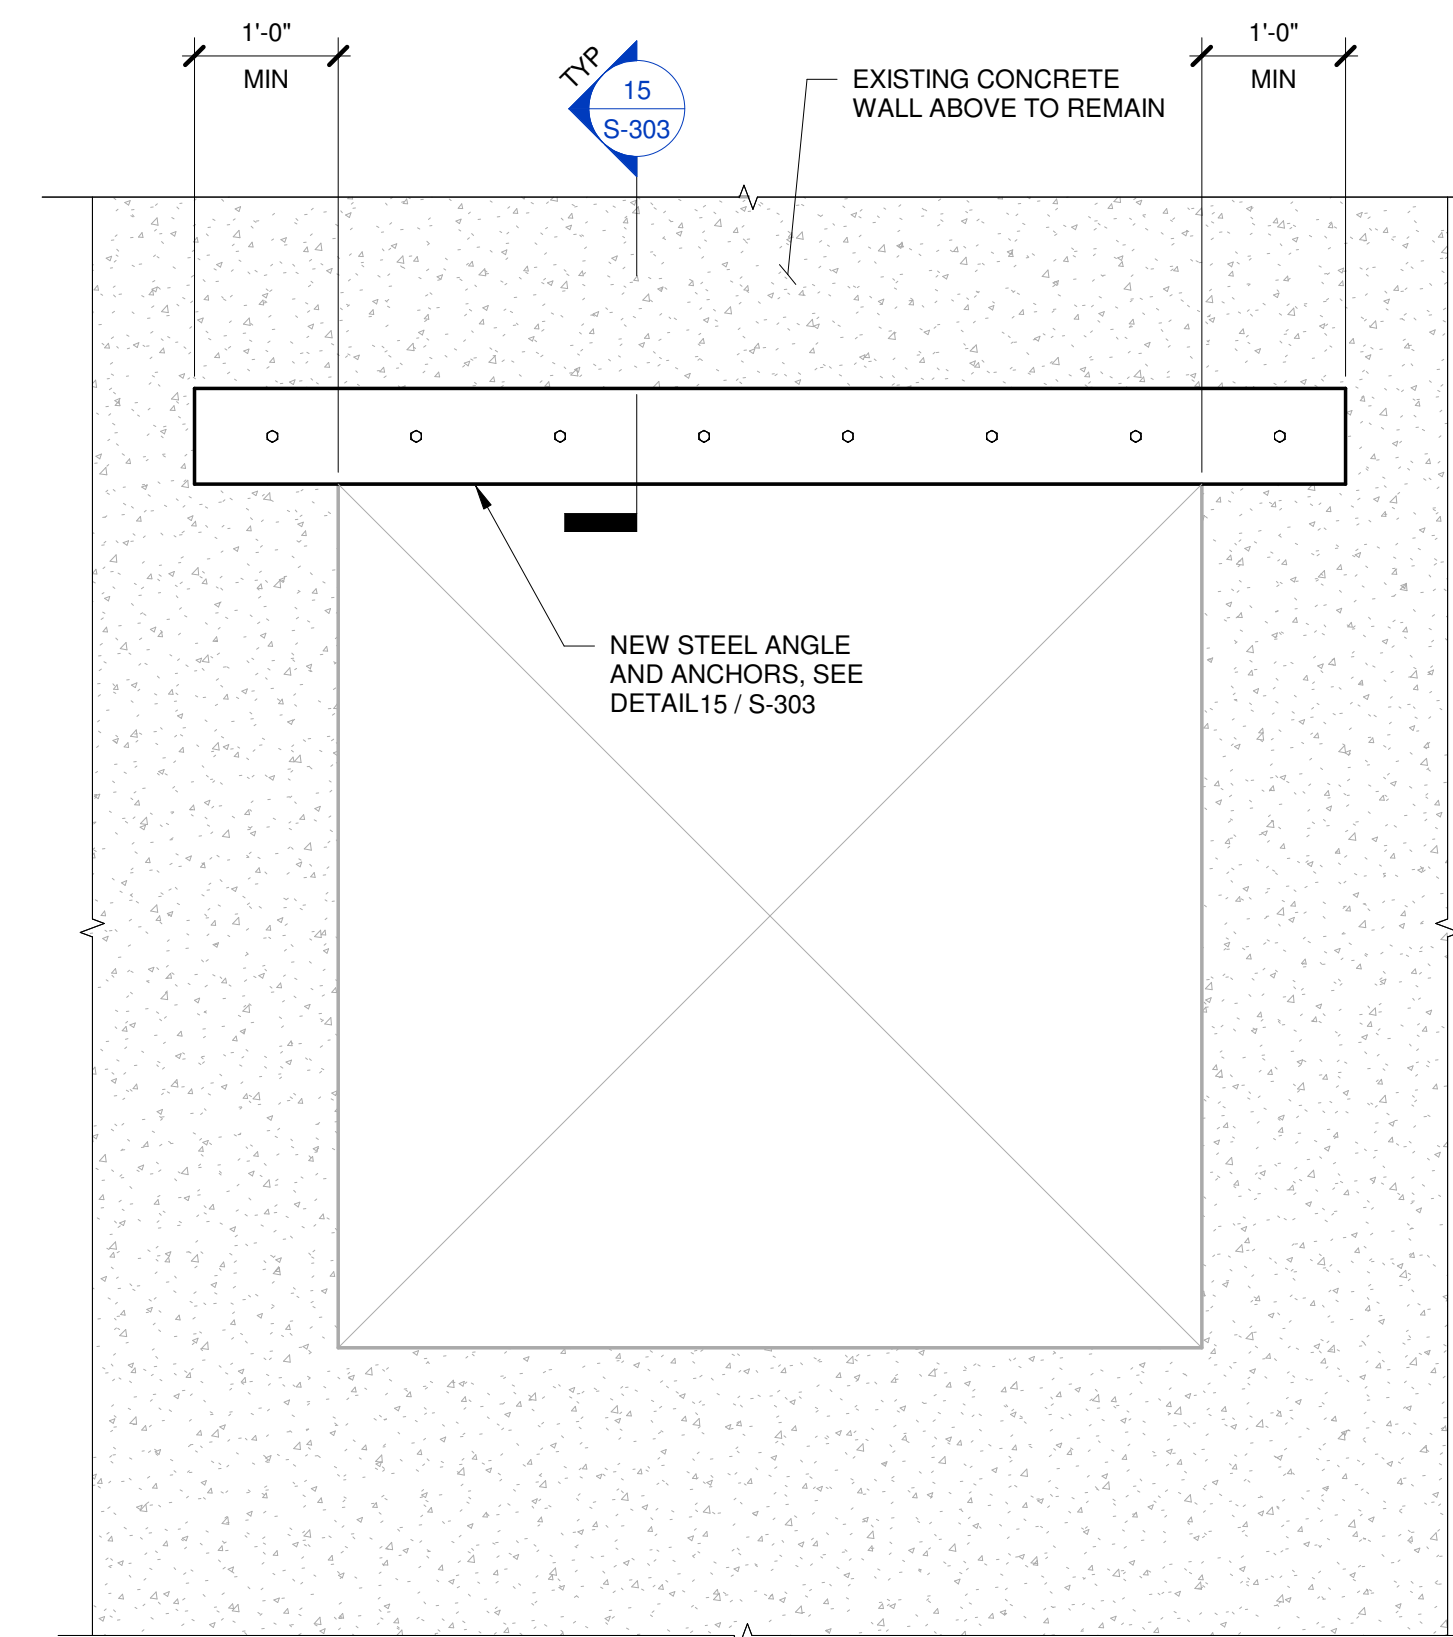 1'-0"
MIN
TYP
15
S-303
EXISTING CONCRETE
WALL ABOVE TO REMAIN
1'-0"
MIN
NEW STEEL ANGLE
AND ANCHORS, SEE
DETAIL15 / S-303